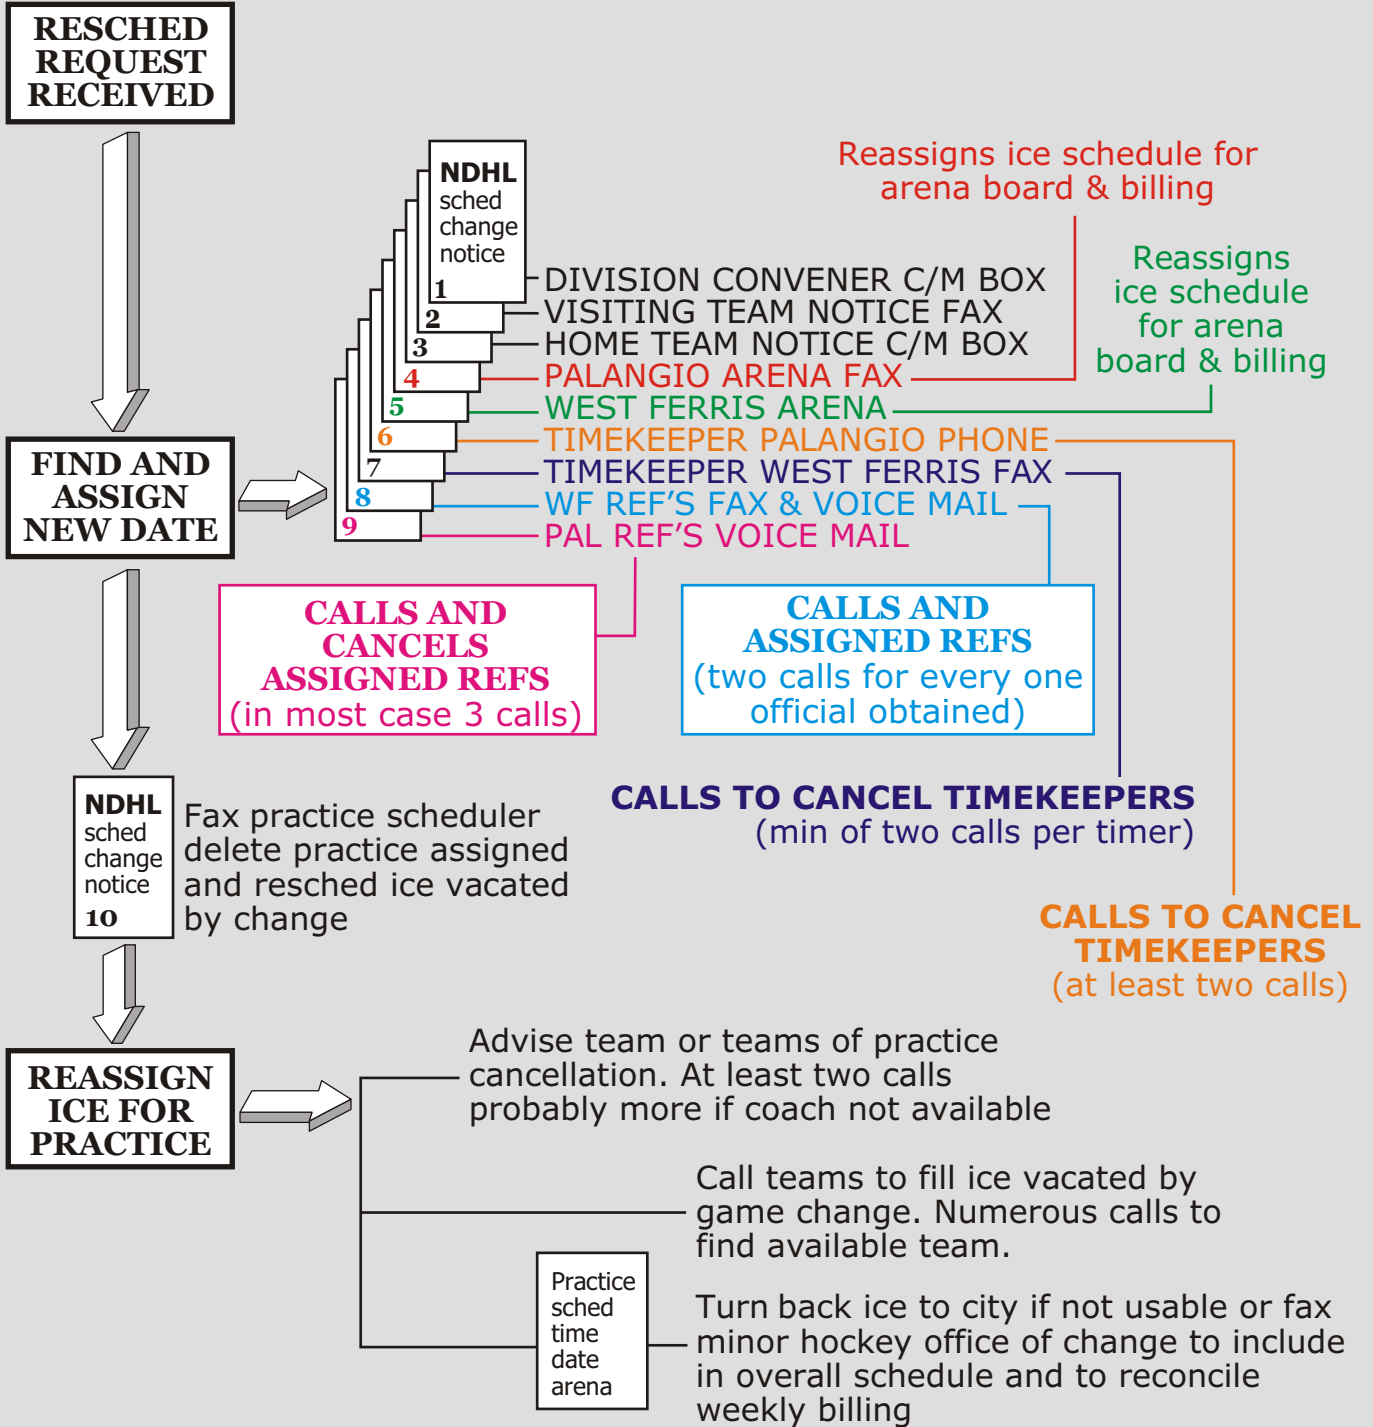 RESCHED
REQUEST
RECEIVED
NDHL
sched
change
notice
1
2
3
4
5
6
7
8
9
Reassigns ice schedule for
arena board & billing
Reassigns
ice schedule
for arena
board & billing
DIVISION CONVENER C/M BOX
VISITING TEAM NOTICE FAX
HOME TEAM NOTICE C/M BOX
PALANGIO ARENA FAX
WEST FERRIS ARENA
TIMEKEEPER PALANGIO PHONE
TIMEKEEPER WEST FERRIS FAX
WF REF'S FAX & VOICE MAIL
PAL REF'S VOICE MAIL
FIND AND
ASSIGN
NEW DATE
CALLS AND
CANCELS
ASSIGNED REFS
(in most case 3 calls)
CALLS AND
ASSIGNED REFS
(two calls for every one
official obtained)
CALLS TO CANCEL TIMEKEEPERS
(min of two calls per timer)
CALLS TO CANCEL
TIMEKEEPERS
(at least two calls)
NDHL
sched
change
notice
10
Fax practice scheduler
delete practice assigned
and resched ice vacated
by change
REASSIGN
ICE FOR
PRACTICE
Advise team or teams of practice
cancellation. At least two calls
probably more if coach not available
Call teams to fill ice vacated by
game change. Numerous calls to
find available team.
Practice
sched
time
date
arena
Turn back ice to city if not usable or fax
minor hockey office of change to include
in overall schedule and to reconcile
weekly billing